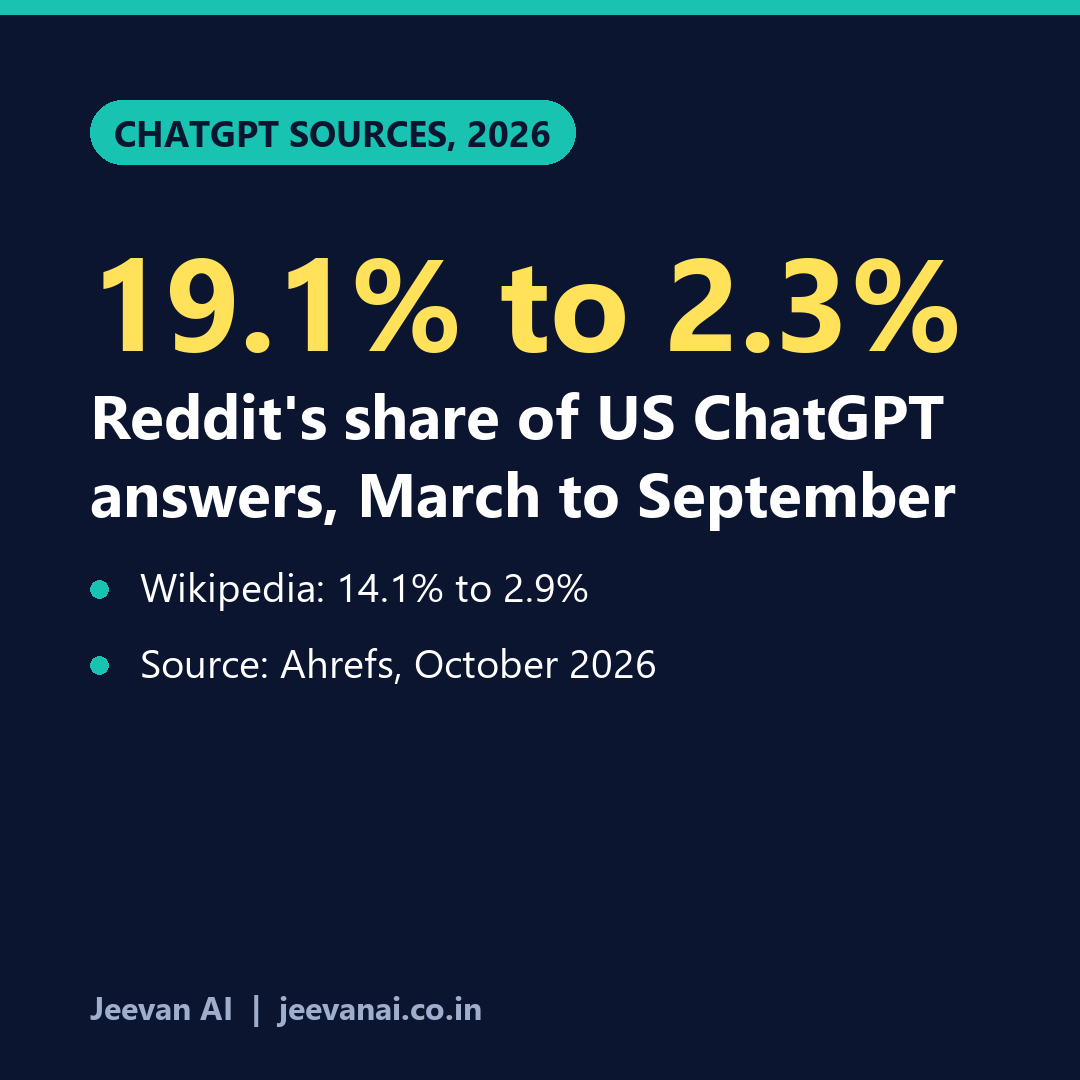 CHATGPT SOURCES, 2026
19.1% to 2.3%
Reddit's share of US ChatGPT
answers, March to September
Wikipedia: 14.1% to 2.9%
Source: Ahrefs, October 2026
Jeevan AI | jeevanai.co.in